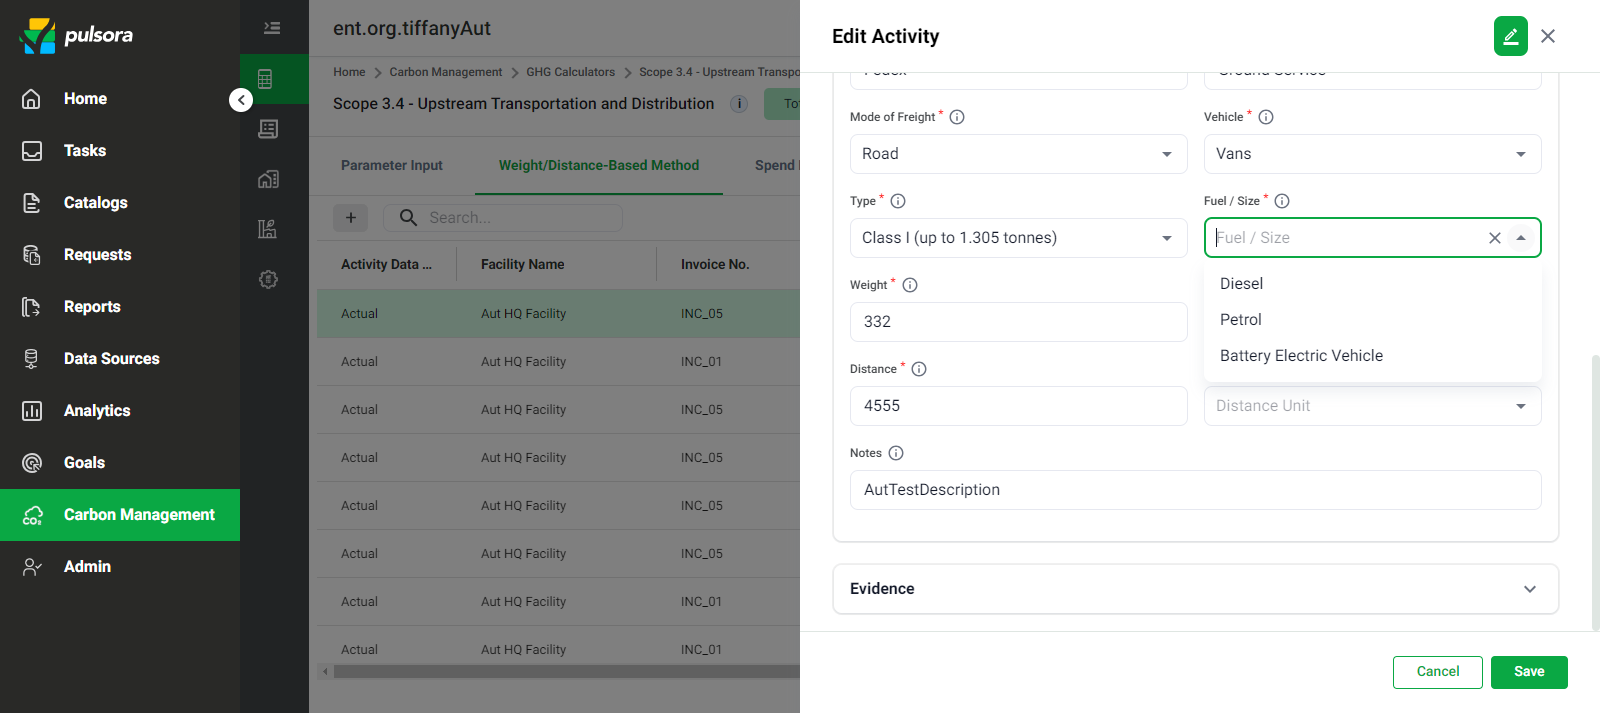 pulsora
Home
Tasks
Catalogs
Requests
Reports
Data Sources
Analytics
Goals
Carbon Management
Admin
ent.org.tiffanyAut
Home > Carbon Management > GHG Calculators > Scope 3.4 - Upstream Transpo
Scope 3.4 - Upstream Transportation and Distribution
To
Parameter Input Weight/Distance-Based Method Spend
+ Search...
Activity Data ... Facility Name Invoice No.
Actual Aut HQ Facility INC_05
Actual Aut HQ Facility INC_01
Actual Aut HQ Facility INC_05
Actual Aut HQ Facility INC_05
Actual Aut HQ Facility INC_05
Actual Aut HQ Facility INC_05
Actual Aut HQ Facility INC_01
Actual Aut HQ Facility INC_01
Edit Activity
Ground Service
Mode of Freight * Vehicle *
Road Vans
Type * Fuel / Size *
Class I (up to 1.305 tonnes) Fuel / Size
Diesel
Petrol
Battery Electric Vehicle
Weight *
332
Distance *
4555 Distance Unit
Notes
AutTestDescription
Evidence
Cancel Save